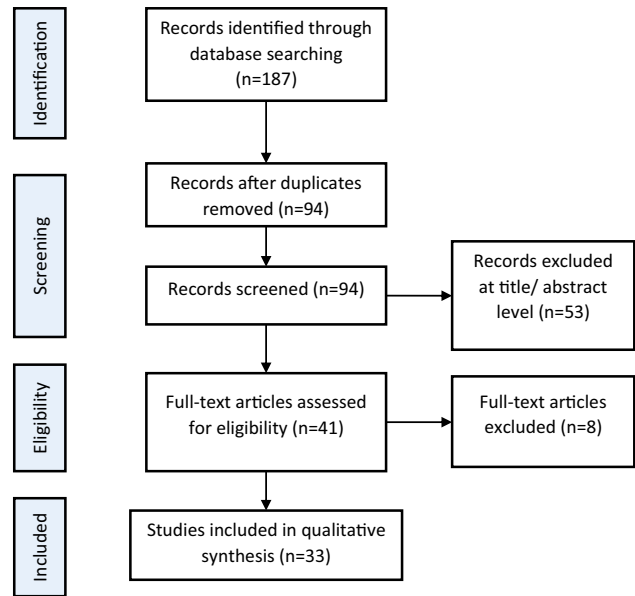 Identification
Records identified through
database searching
(n=187)
Screening
Records after duplicates
removed (n=94)
Records screened (n=94)
Records excluded
at title/ abstract
level (n=53)
Eligibility
Full-text articles assessed
for eligibility (n=41)
Full-text articles
excluded (n=8)
Included
Studies included in qualitative
synthesis (n=33)